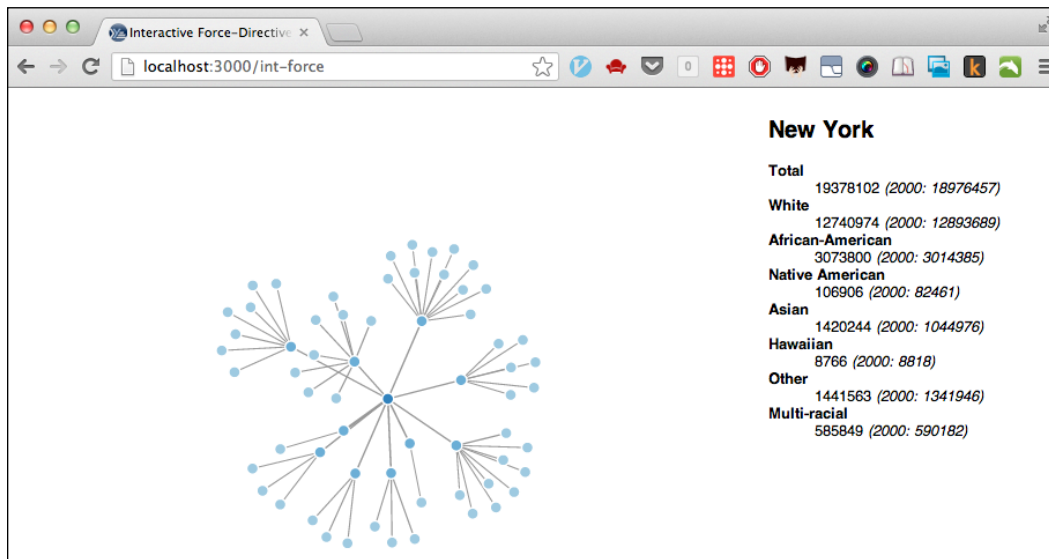 Interactive Force-Directive
localhost:3000/int-force
0
k
New York
Total
19378102 (2000: 18976457)
White
12740974 (2000: 12893689)
African-American
3073800 (2000: 3014385)
Native American
106906 (2000: 82461)
Asian
1420244 (2000: 1044976)
Hawaiian
8766 (2000: 8818)
Other
1441563 (2000: 1341946)
Multi-racial
585849 (2000: 590182)